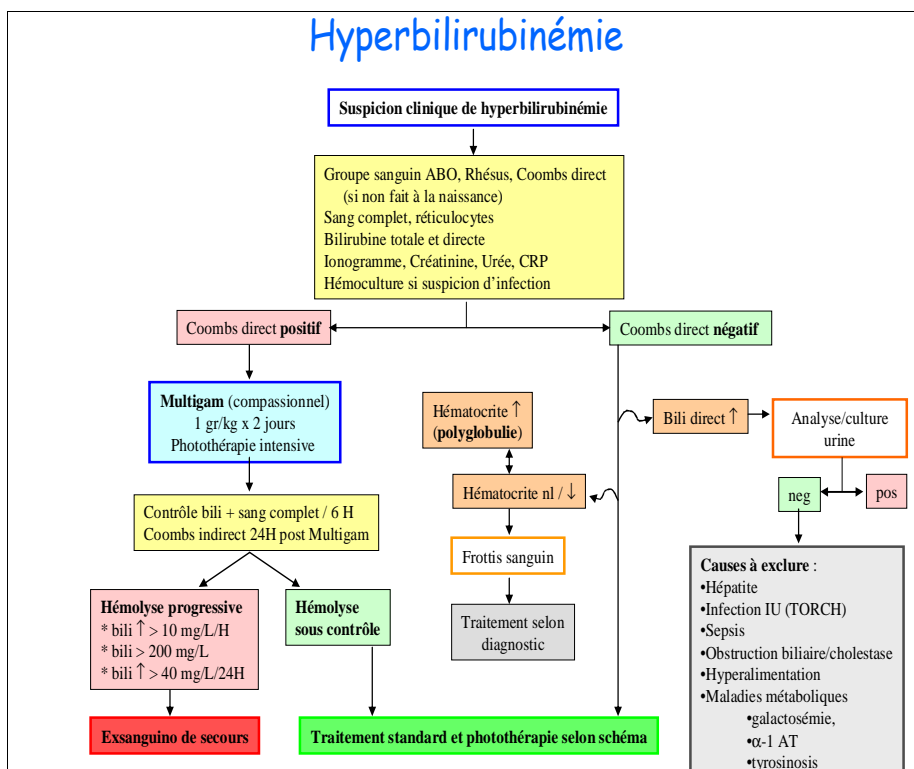 Hyperbilirubinémie
Suspicion clinique de hyperbilirubinémie
Groupe sanguin ABO, Rhésus, Coombs direct
(si non fait à la naissance)
Sang complet, réticulocytes
Bilirubine totale et directe
Ionogramme, Créatinine, Urée, CRP
Hémoculture si suspicion d'infection
Coombs direct positif
Coombs direct négatif
Multigam (compassionnel)
1 gr/kg x 2 jours
Photothérapie intensive
Hématocrite ↑
(polyglobulie)
Bili direct ↑
Analyse/culture
urine
Hématocrite nl / ↓
neg
pos
Contrôle bili + sang complet / 6 H
Coombs indirect 24H post Multigam
Frottis sanguin
Hémolyse progressive
* bili ↑ > 10 mg/L/H
* bili > 200 mg/L
* bili ↑ > 40 mg/L/24H
Hémolyse
sous contrôle
Traitement selon
diagnostic
Causes à exclure :
•Hépatite
•Infection IU (TORCH)
•Sepsis
•Obstruction biliaire/cholestase
•Hyperalimentation
•Maladies métaboliques
•galactosémie,
•α-1 AT
•tyrosinosis
Exsanguino de secours
Traitement standard et photothérapie selon schéma